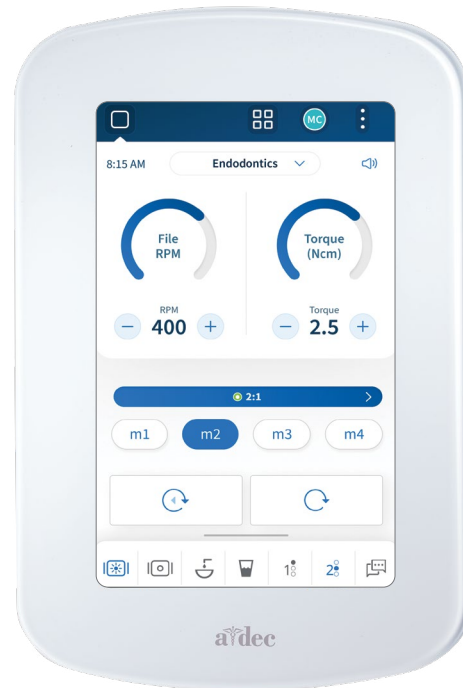 MC
8:15 AM
Endodontics
File
RPM
Torque
(Ncm)
RPM
400
Torque
2.5
2:1
m1
m2
m3
m4
1
2
a dec